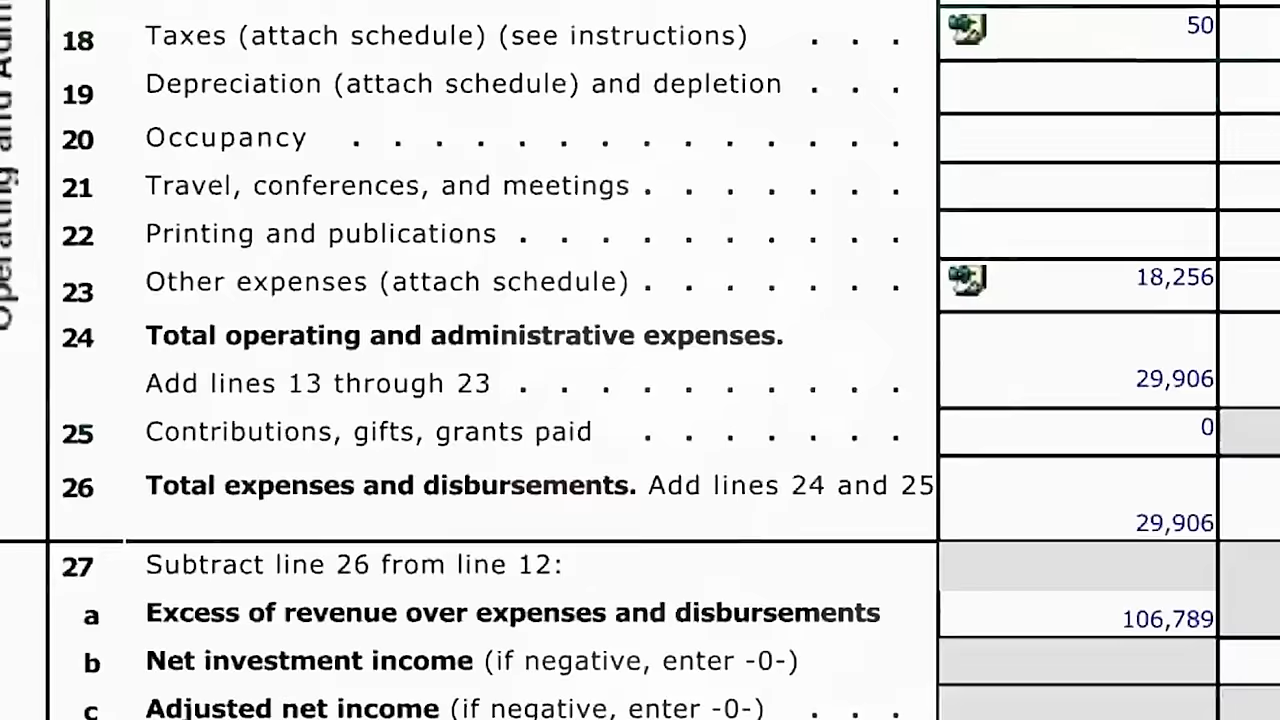 Operating and Adm
18 Taxes (attach schedule) (see instructions) . . . 50
19 Depreciation (attach schedule) and depletion . . .
20 Occupancy . . . . . . . . . . . . . .
21 Travel, conferences, and meetings . . . . . . .
22 Printing and publications . . . . . . . . . .
23 Other expenses (attach schedule) . . . . . . . 18,256
24 Total operating and administrative expenses.
Add lines 13 through 23 . . . . . . . . . . 29,906
25 Contributions, gifts, grants paid . . . . . . . 0
26 Total expenses and disbursements. Add lines 24 and 25
29,906
27 Subtract line 26 from line 12:
a Excess of revenue over expenses and disbursements 106,789
b Net investment income (if negative, enter -0-)
c Adjusted net income (if negative, enter -0-) . . .